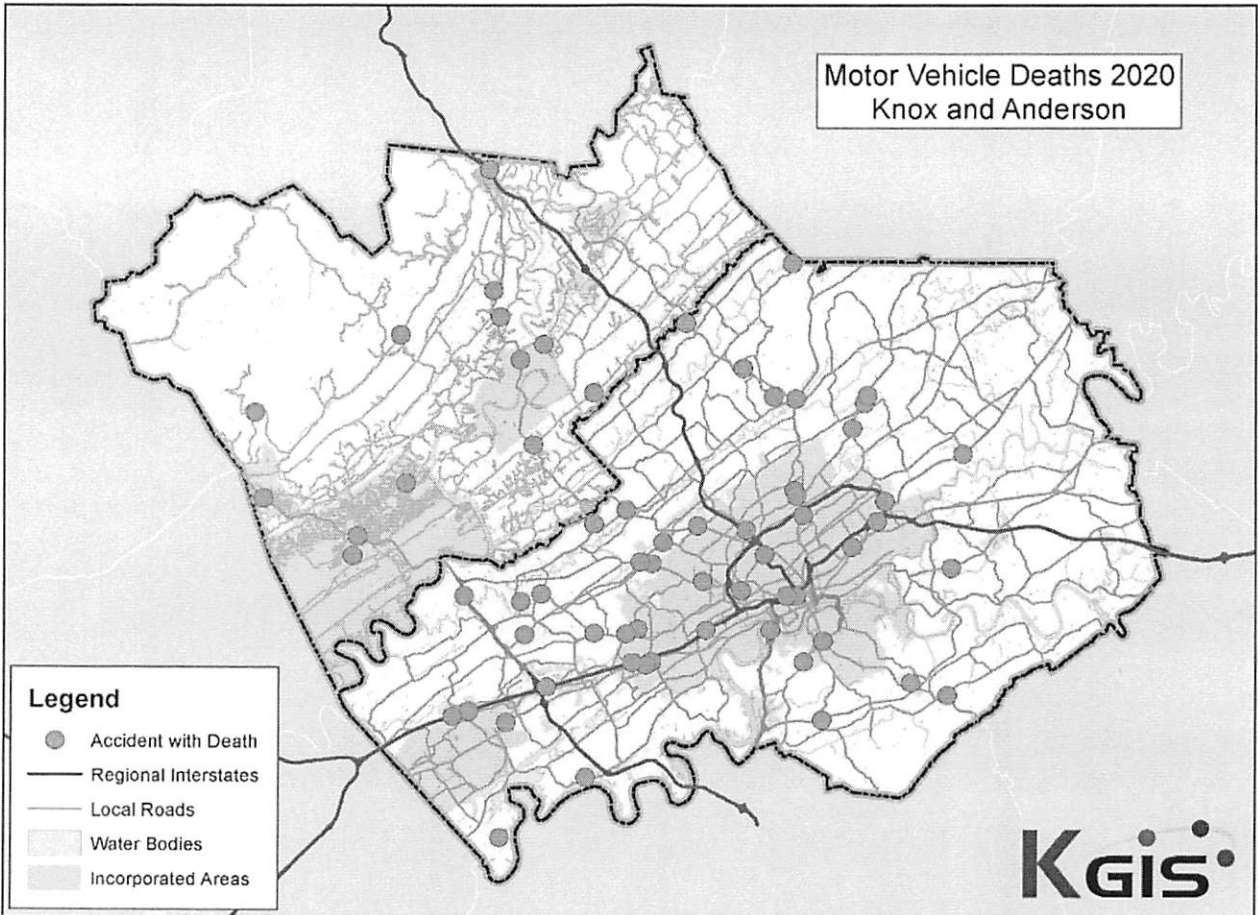 Motor Vehicle Deaths 2020
Knox and Anderson
Legend
Accident with Death
Regional Interstates
Local Roads
Water Bodies
Incorporated Areas
KGIS